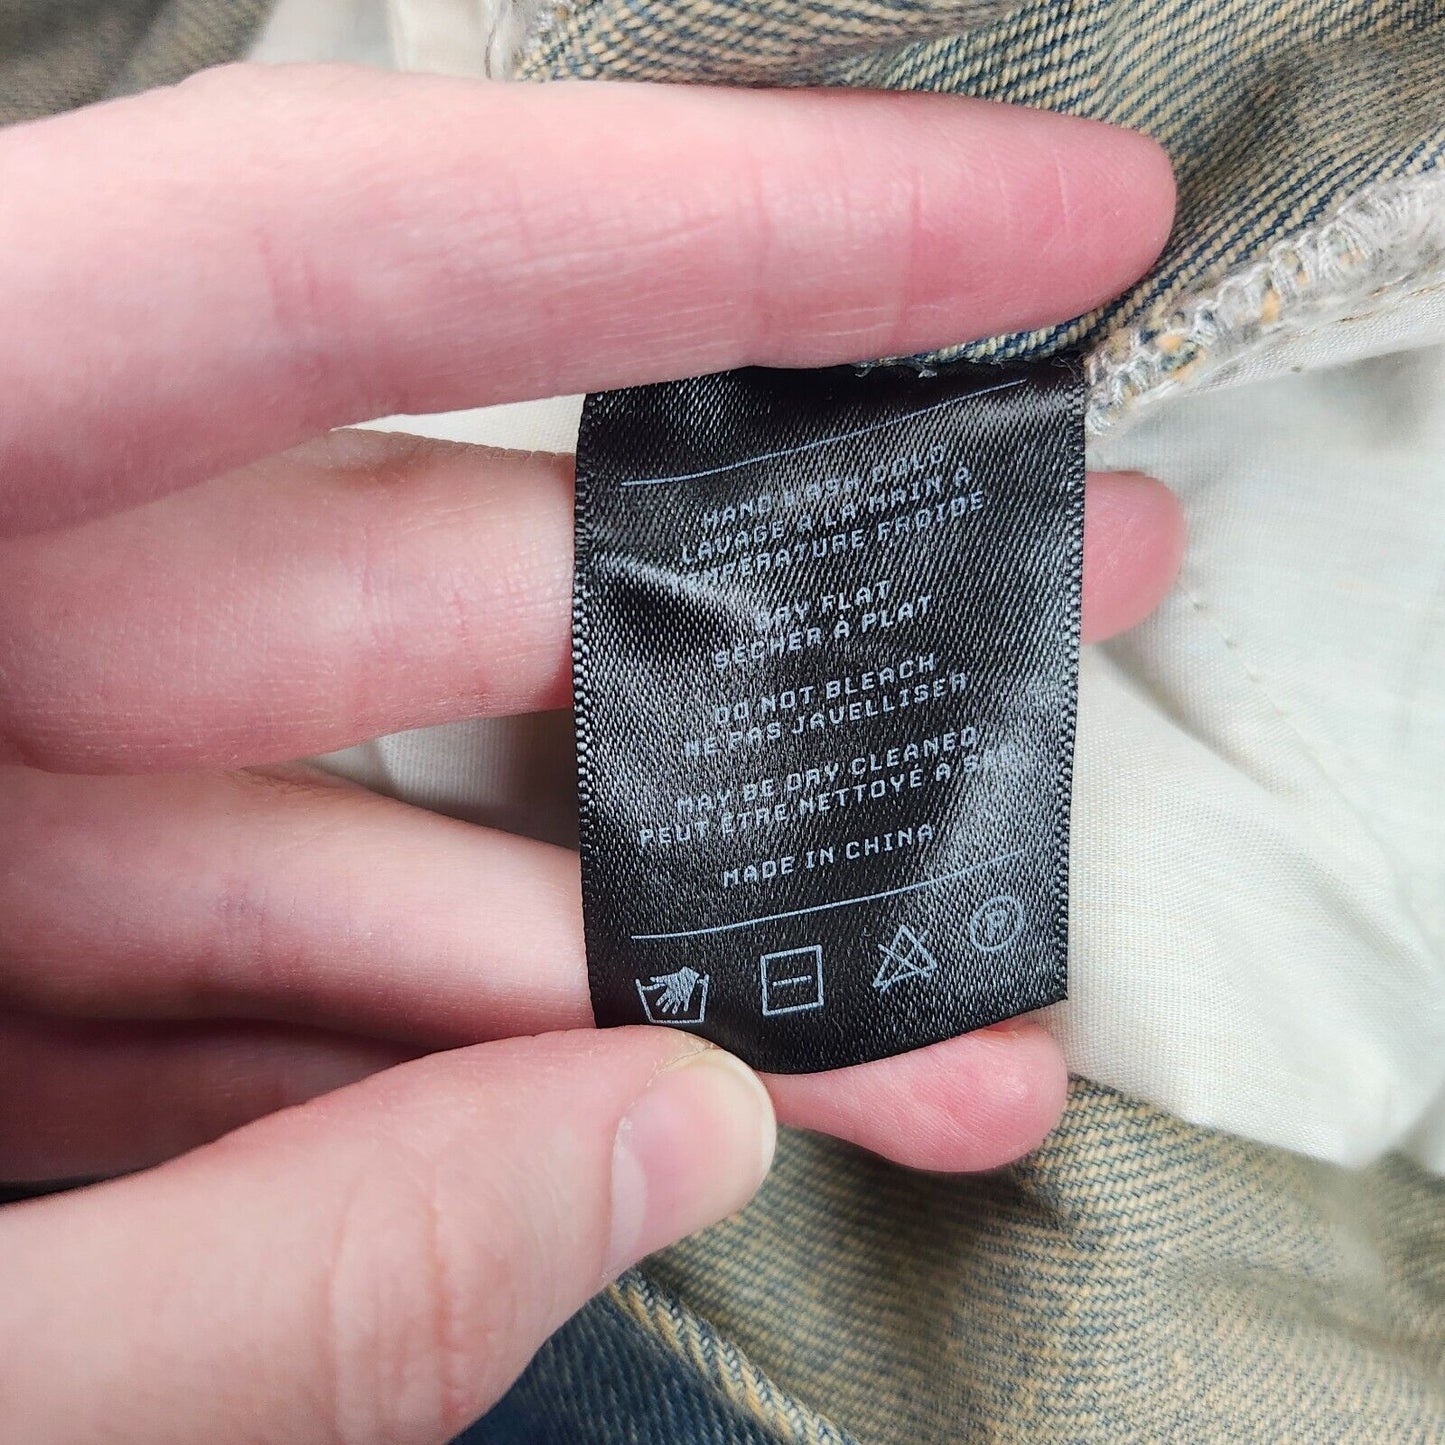 HAND WASH COLD
LAVAGE À LA MAIN À
TEMPÉRATURE FROIDE
DRY FLAT
SÉCHER À PLAT
DO NOT BLEACH
NE PAS JAVELLISER
MAY BE DRY CLEANED
PEUT ÊTRE NETTOYÉ À
MADE IN CHINA
P